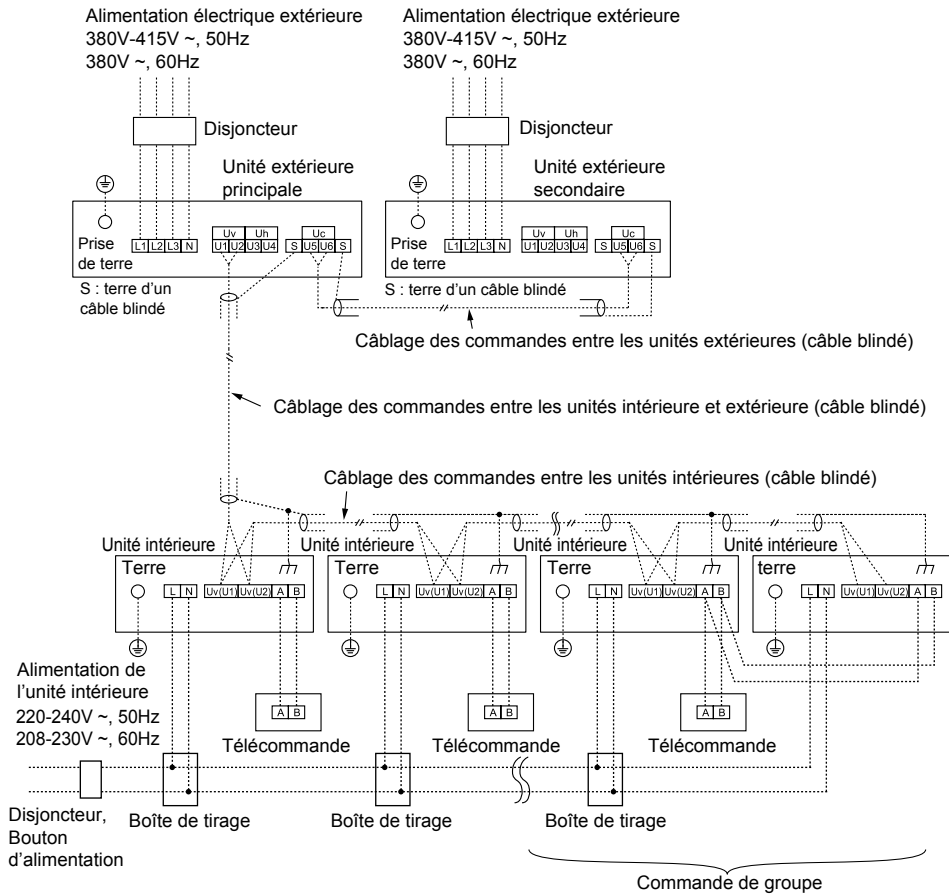 Alimentation électrique extérieure
380V-415V ~, 50Hz
380V ~, 60Hz
Alimentation électrique extérieure
380V-415V ~, 50Hz
380V ~, 60Hz
Disjoncteur
Disjoncteur
Unité extérieure
principale
Unité extérieure
secondaire
Uv Uh Uc
L1 L2 L3 N U1 U2 U3 U4 S U5 U6 S
Prise
de terre
Uv Uh Uc
L1 L2 L3 N U1 U2 U3 U4 S U5 U6 S
Prise
de terre
S : terre d'un
câble blindé
S : terre d'un câble blindé
Câblage des commandes entre les unités extérieures (câble blindé)
Câblage des commandes entre les unités intérieure et extérieure (câble blindé)
Câblage des commandes entre les unités intérieures (câble blindé)
Unité intérieure
Unité intérieure
Unité intérieure
Unité intérieure
Terre
Terre
Terre
terre
L N Uv(U1) Uv(U2) A B
L N Uv(U1) Uv(U2) A B
L N Uv(U1) Uv(U2) A B
L N Uv(U1) Uv(U2) A B
Alimentation de
l'unité intérieure
220-240V ~, 50Hz
208-230V ~, 60Hz
A B
A B
A B
Télécommande
Télécommande
Télécommande
Disjoncteur,
Bouton
d'alimentation
Boîte de tirage
Boîte de tirage
Boîte de tirage
Commande de groupe